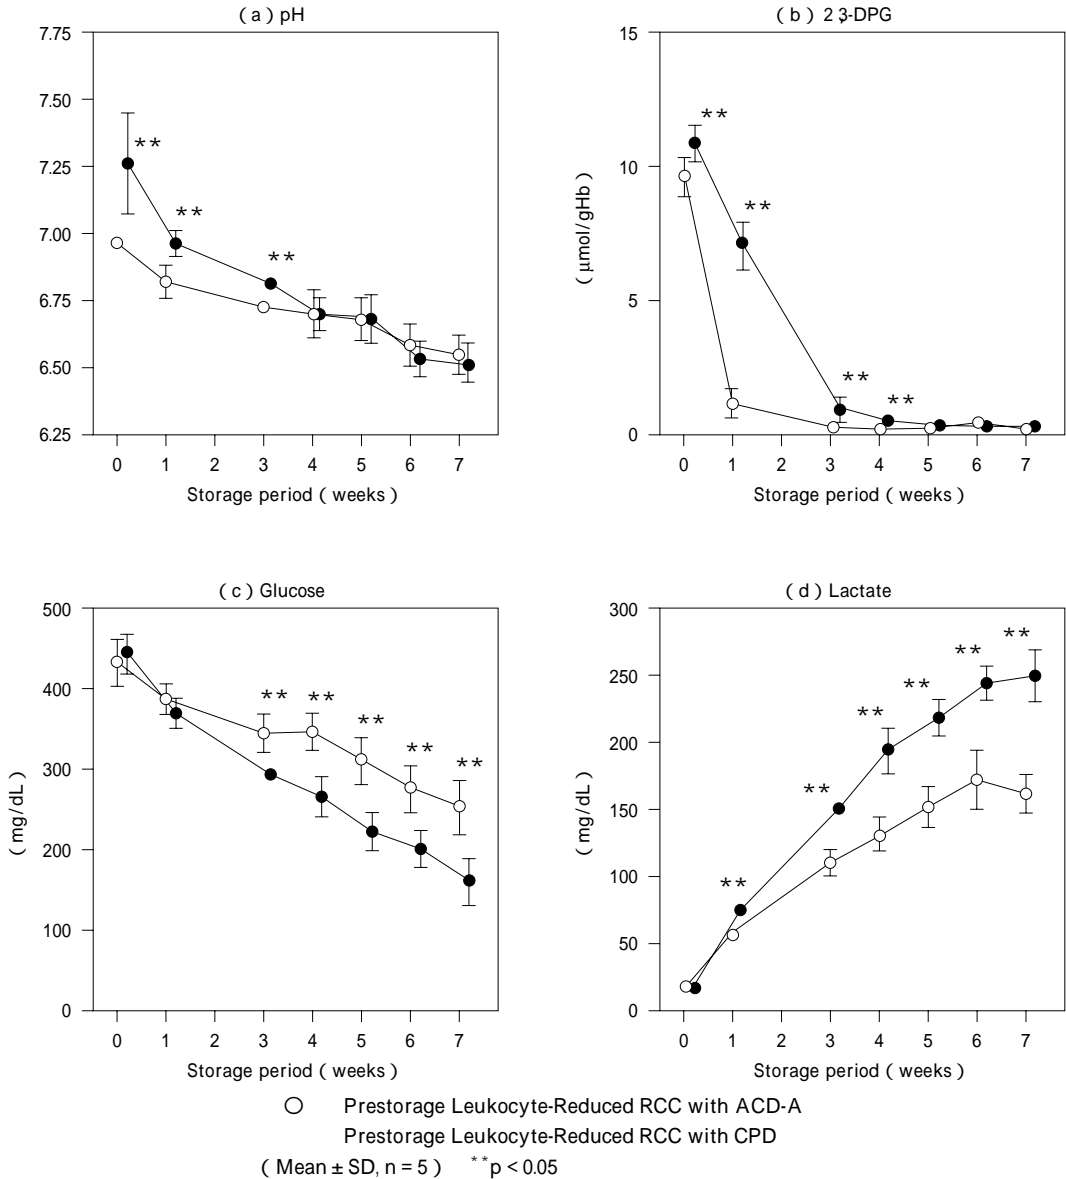 ( a ) pH
7.75
7.50
7.25
7.00
6.75
6.50
6.25
**
**
**
0 1 2 3 4 5 6 7
Storage period ( weeks )
( b ) 2,3-DPG
15
10
5
0
( μmol/gHb )
**
**
**
**
0 1 2 3 4 5 6 7
Storage period ( weeks )
( c ) Glucose
500
400
300
200
100
0
( mg/dL )
**
**
**
**
**
0 1 2 3 4 5 6 7
Storage period ( weeks )
( d ) Lactate
300
250
200
150
100
50
0
( mg/dL )
**
**
**
**
**
**
0 1 2 3 4 5 6 7
Storage period ( weeks )
Prestorage Leukocyte-Reduced RCC with ACD-A
Prestorage Leukocyte-Reduced RCC with CPD
( Mean ± SD, n = 5 ) **p < 0.05